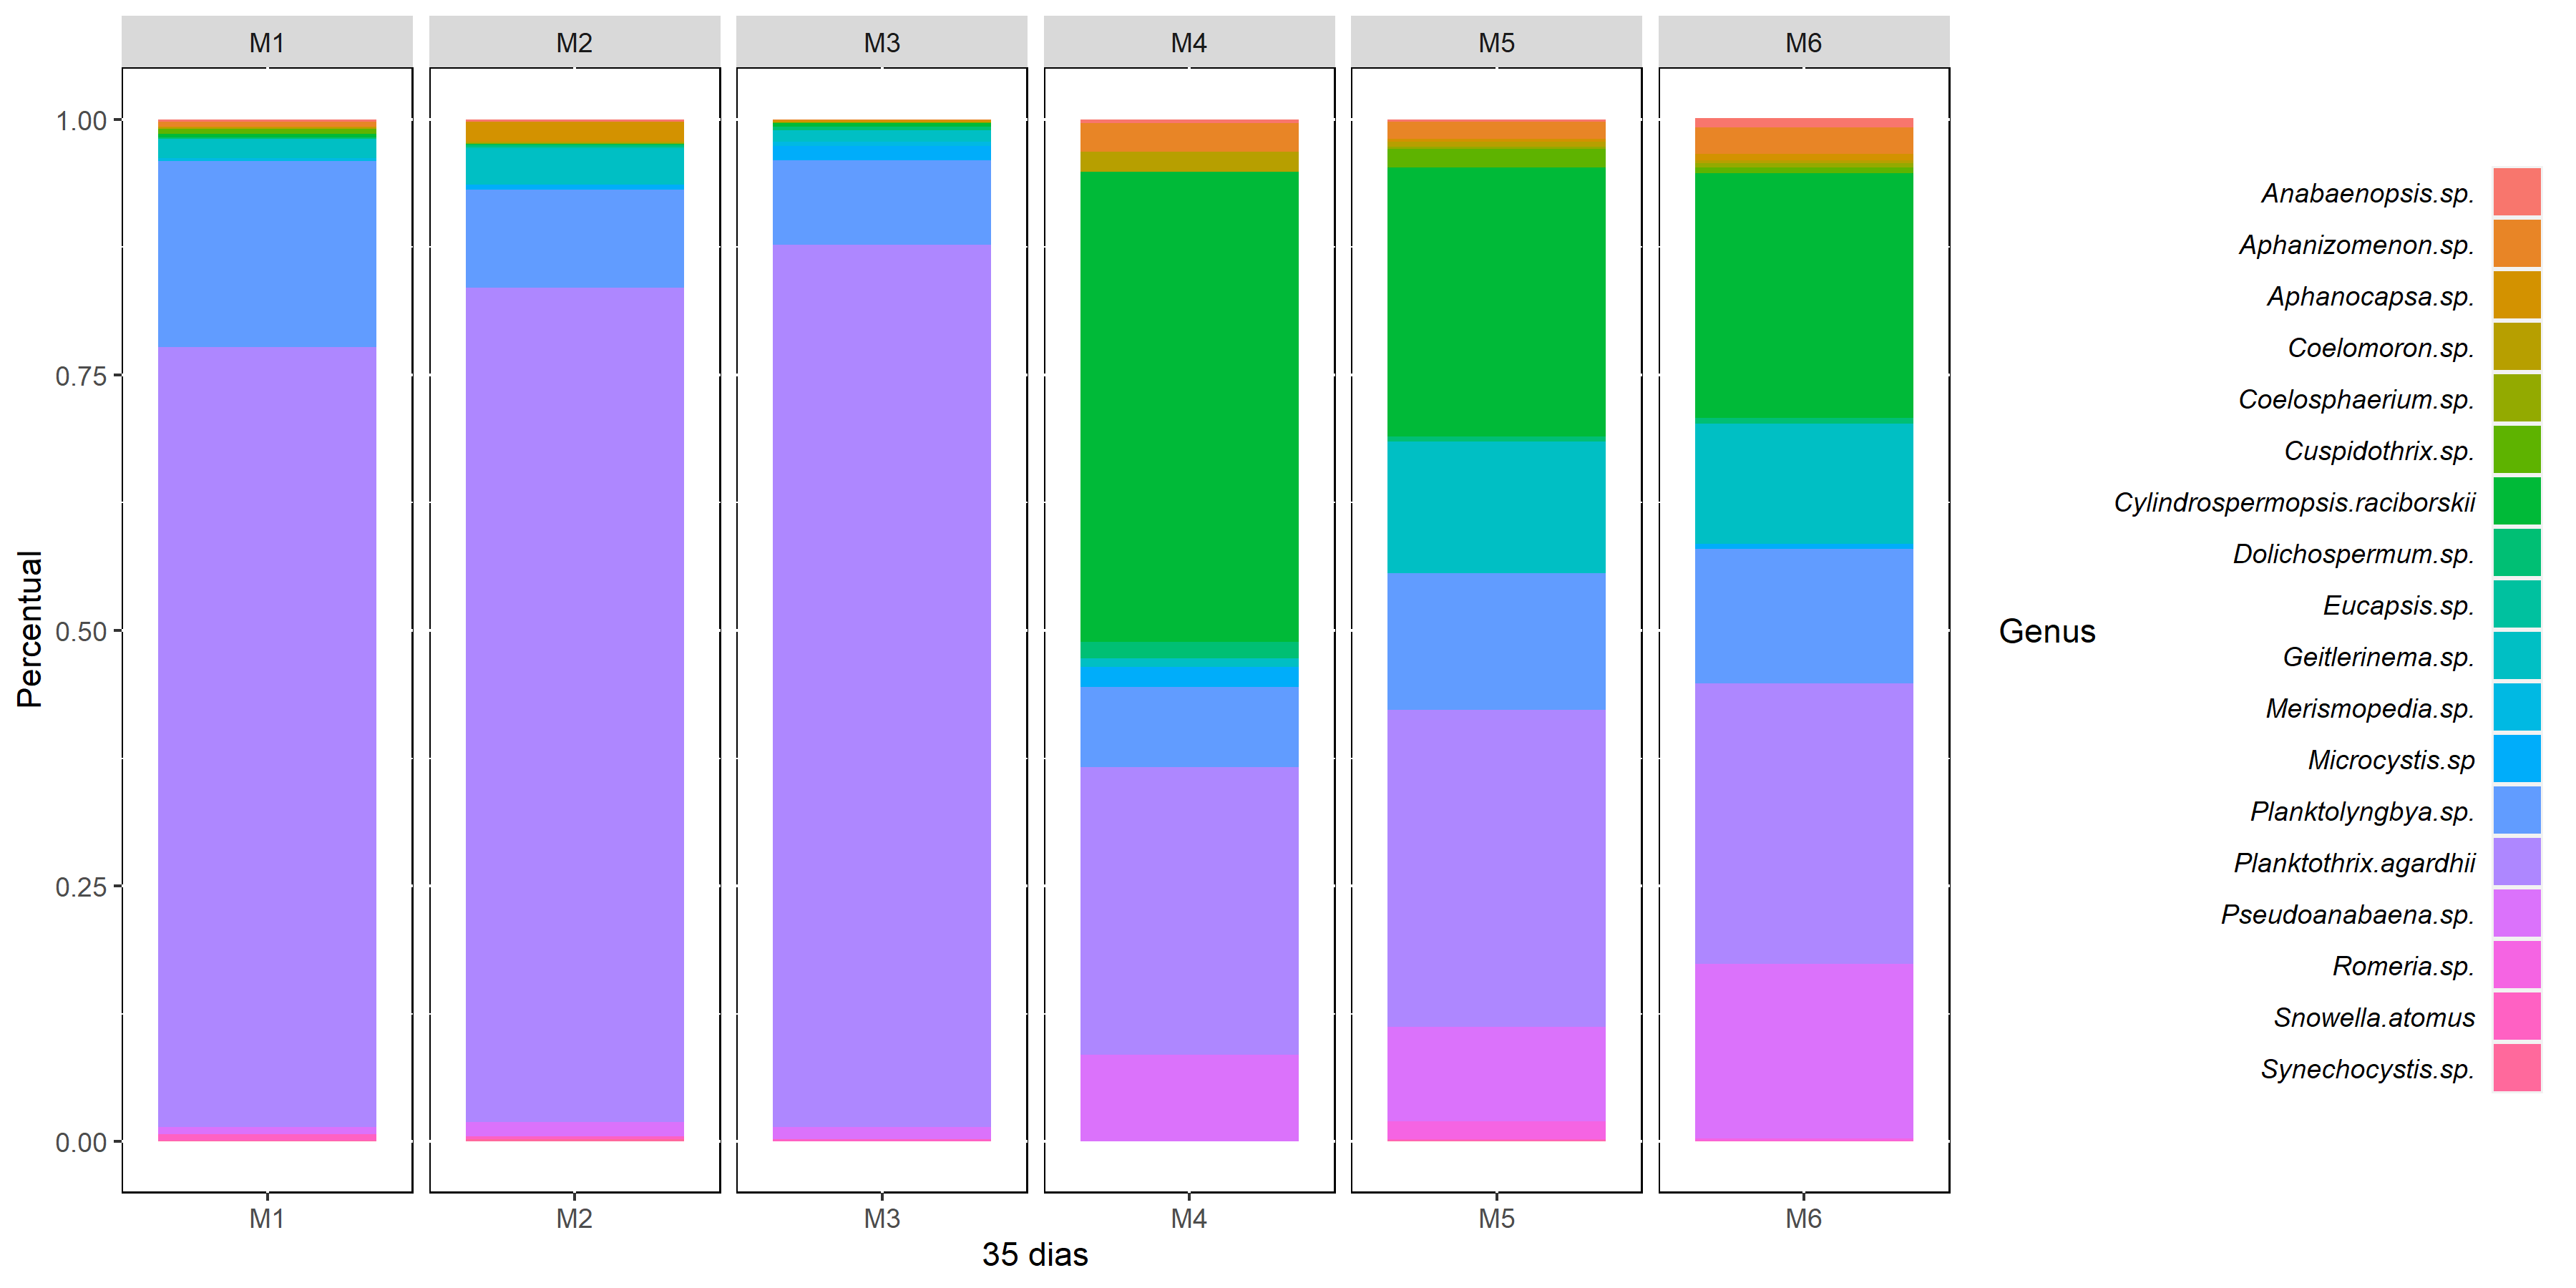 M1 M2 M3 M4 M5 M6
1.00
0.75
0.50
0.25
0.00
Percentual
M1 M2 M3 M4 M5 M6
35 dias
Genus
Anabaenopsis.sp.
Aphanizomenon.sp.
Aphanocapsa.sp.
Coelomoron.sp.
Coelosphaerium.sp.
Cuspidothrix.sp.
Cylindrospermopsis.raciborskii
Dolichospermum.sp.
Eucapsis.sp.
Geitlerinema.sp.
Merismopedia.sp.
Microcystis.sp
Planktolyngbya.sp.
Planktothrix.agardhii
Pseudoanabaena.sp.
Romeria.sp.
Snowella.atomus
Synechocystis.sp.